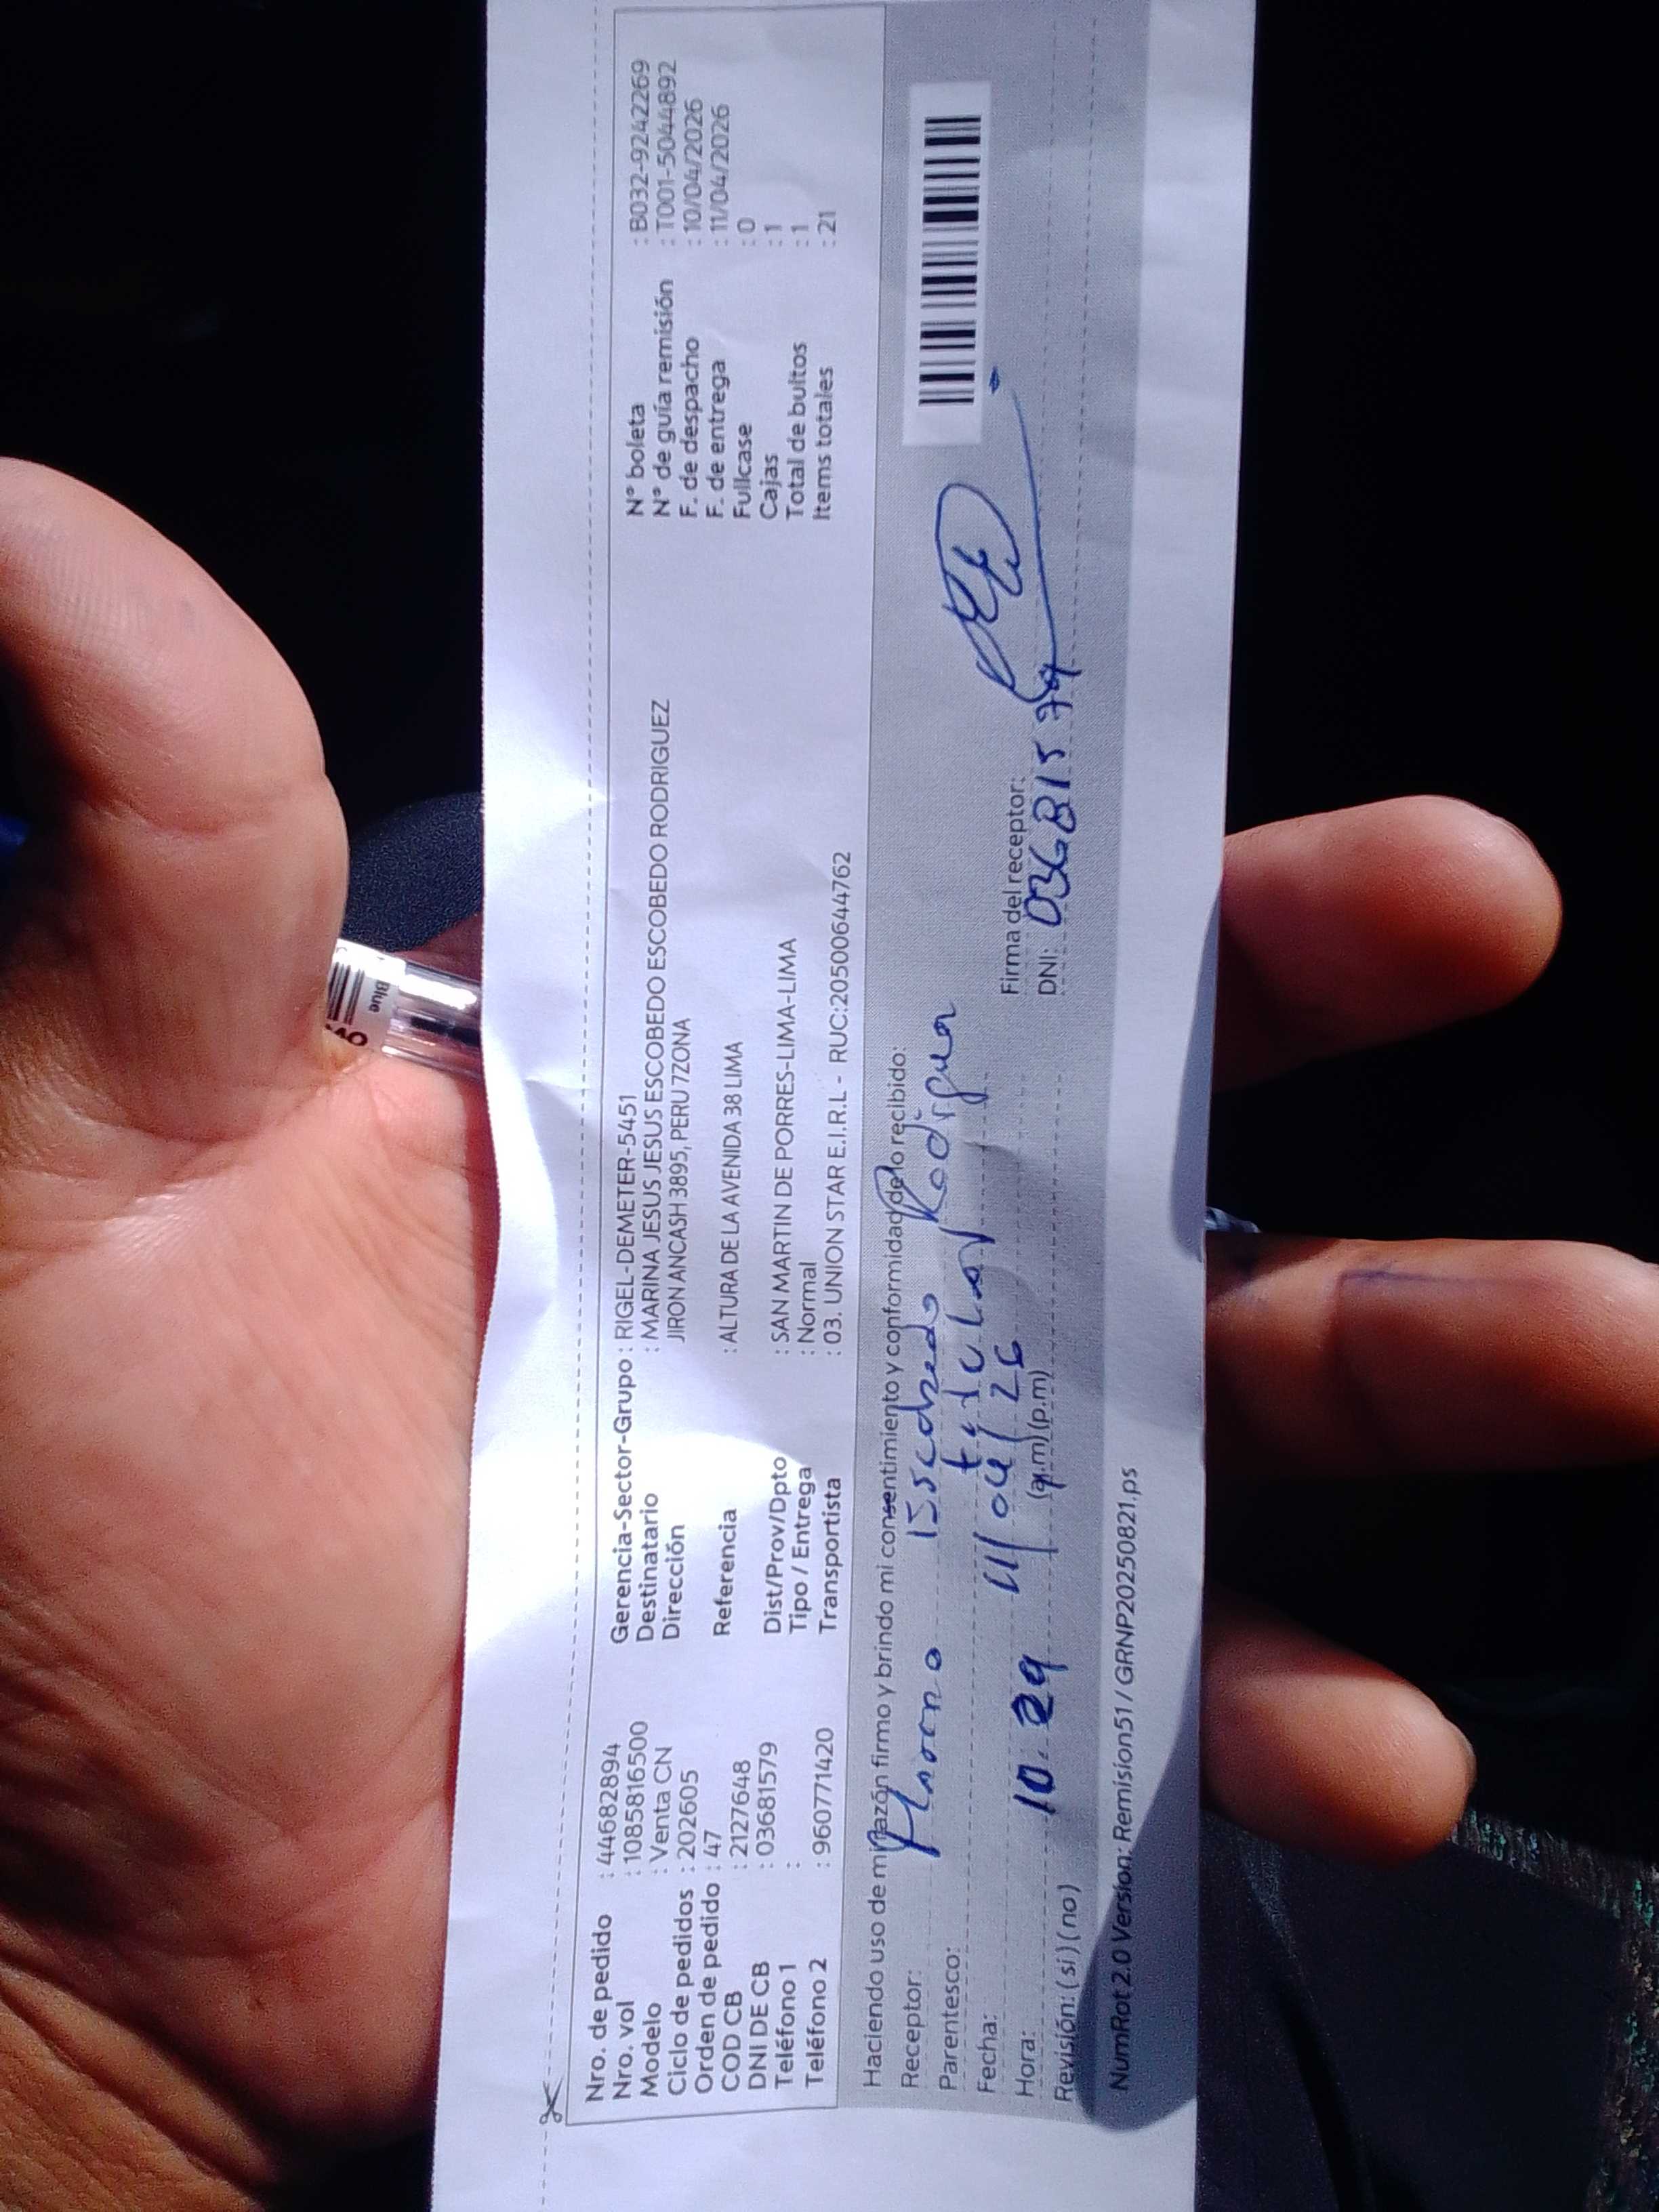 Nro. de pedido : 44682894
Nro. vol : 1085816500
Modelo : Venta CN
Ciclo de pedidos : 202605
Orden de pedido : 47
COD CB : 2127648
DNI DE CB : 03681579
Teléfono 1 :
Teléfono 2 : 960771420
Gerencia-Sector-Grupo : RIGEL-DEMETER-5451
Destinatario : MARINA JESUS JESUS ESCOBEDO ESCOBEDO RODRIGUEZ
Dirección JIRON ANCASH 3895, PERU 7ZONA
Referencia : ALTURA DE LA AVENIDA 38 LIMA
Dist/Prov/Dpto : SAN MARTIN DE PORRES-LIMA-LIMA
Tipo / Entrega : Normal
Transportista : 03. UNION STAR E.I.R.L - RUC:20500644762
N° boleta : B032-9242269
N° de guía remisión : T001-5044892
F. de despacho : 10/04/2026
F. de entrega : 11/04/2026
Fullcase : 0
Cajas : 1
Total de bultos : 1
Items totales : 21
Haciendo uso de mi razón firmo y brindo mi consentimiento y conformidad de lo recibido:
Receptor: Rodriguez
Parentesco: titular
Fecha: 11/04/26
Hora: 10.29 (a.m) (p.m)
Revisión: (si) (no)
Firma del receptor:
DNI: 03681579
NumRot 2.0 Version: Remision51 / GRNP20250821.ps
Blue